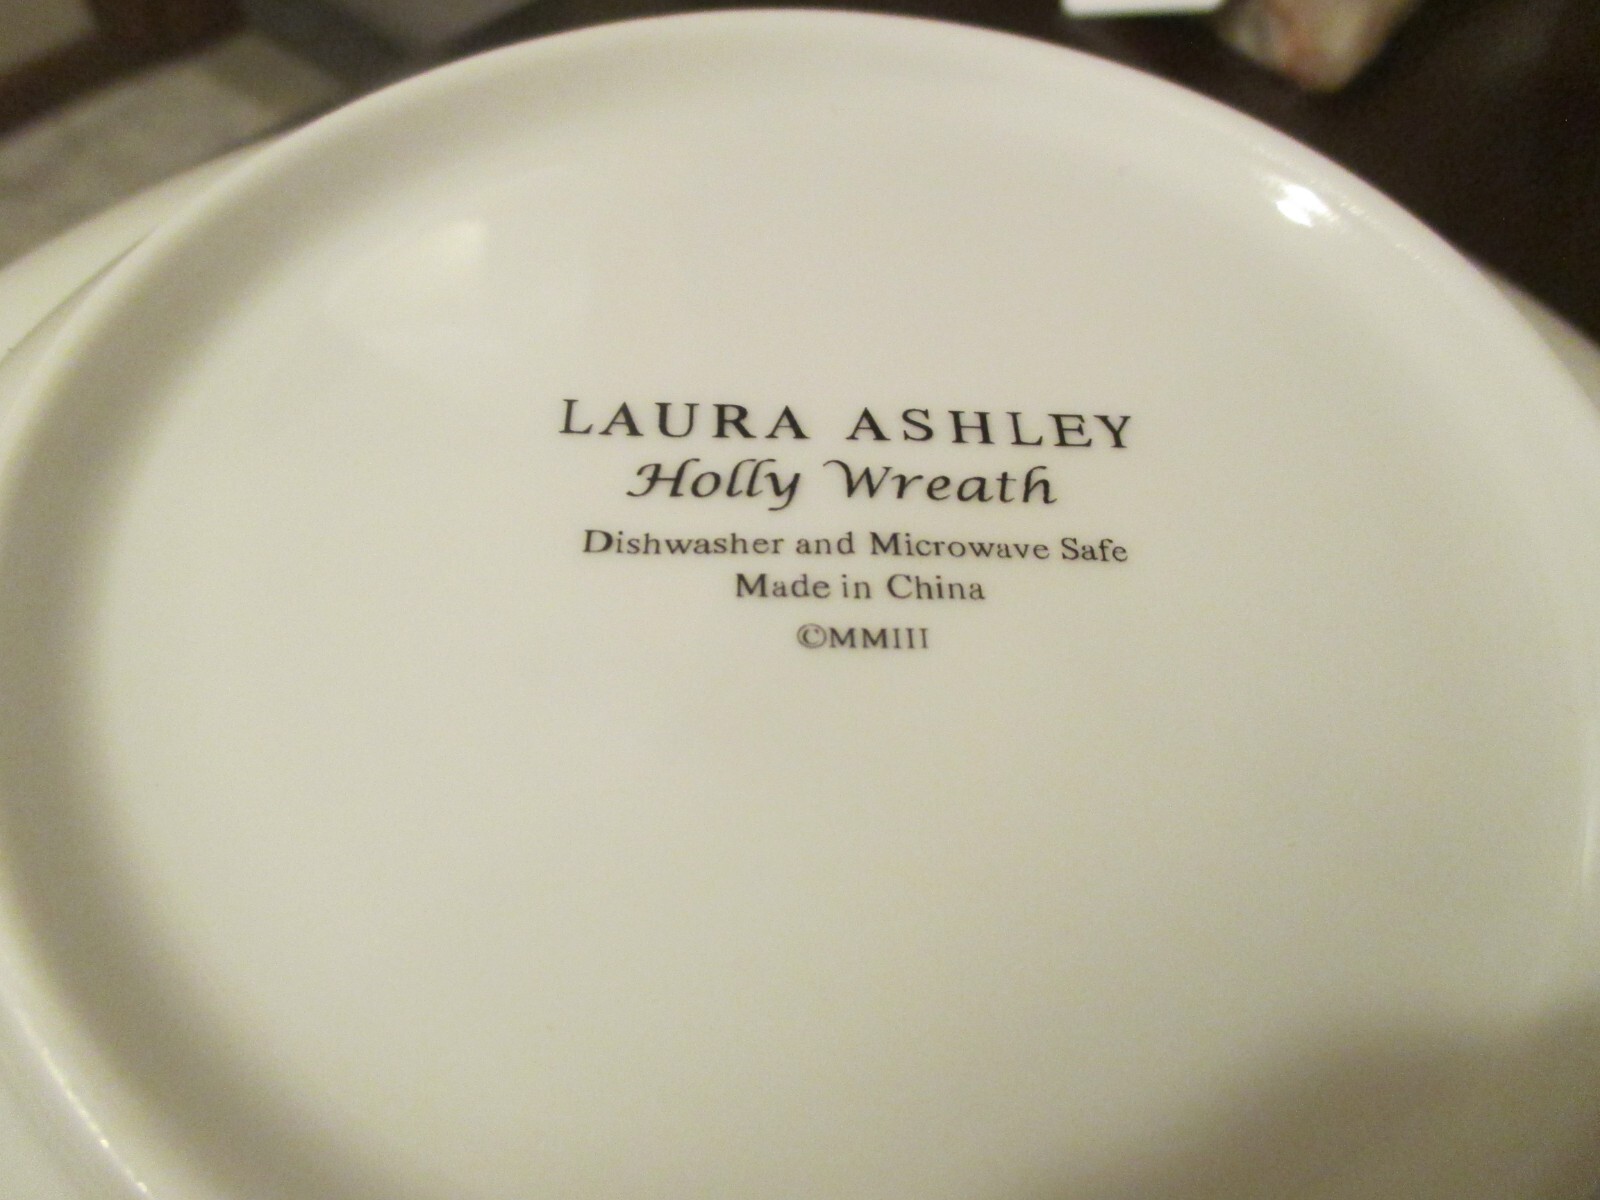 LAURA ASHLEY
Holly Wreath
Dishwasher and Microwave Safe
Made in China
©MMIII